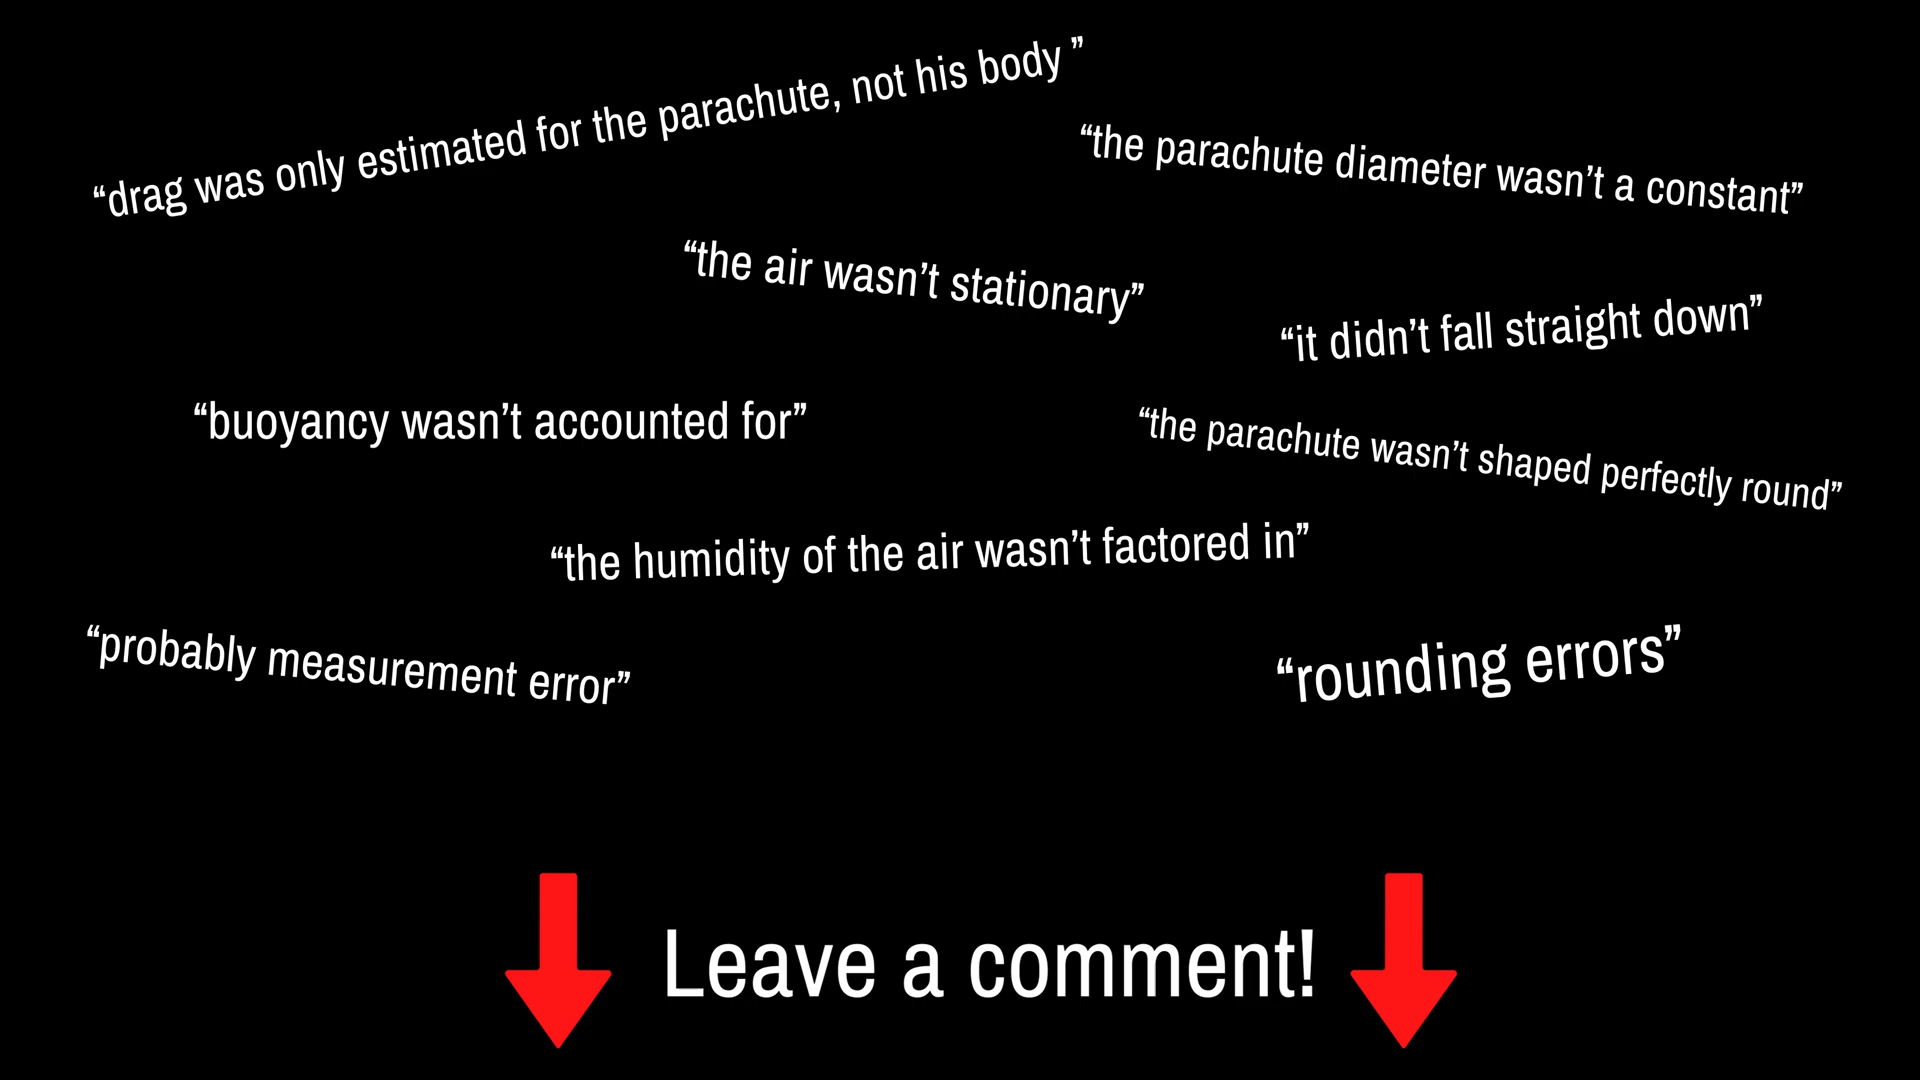 “drag was only estimated for the parachute, not his body ”
“the parachute diameter wasn’t a constant”
“the air wasn’t stationary”
“it didn’t fall straight down”
“buoyancy wasn’t accounted for”
“the parachute wasn’t shaped perfectly round”
“the humidity of the air wasn’t factored in”
“probably measurement error”
“rounding errors”
Leave a comment!